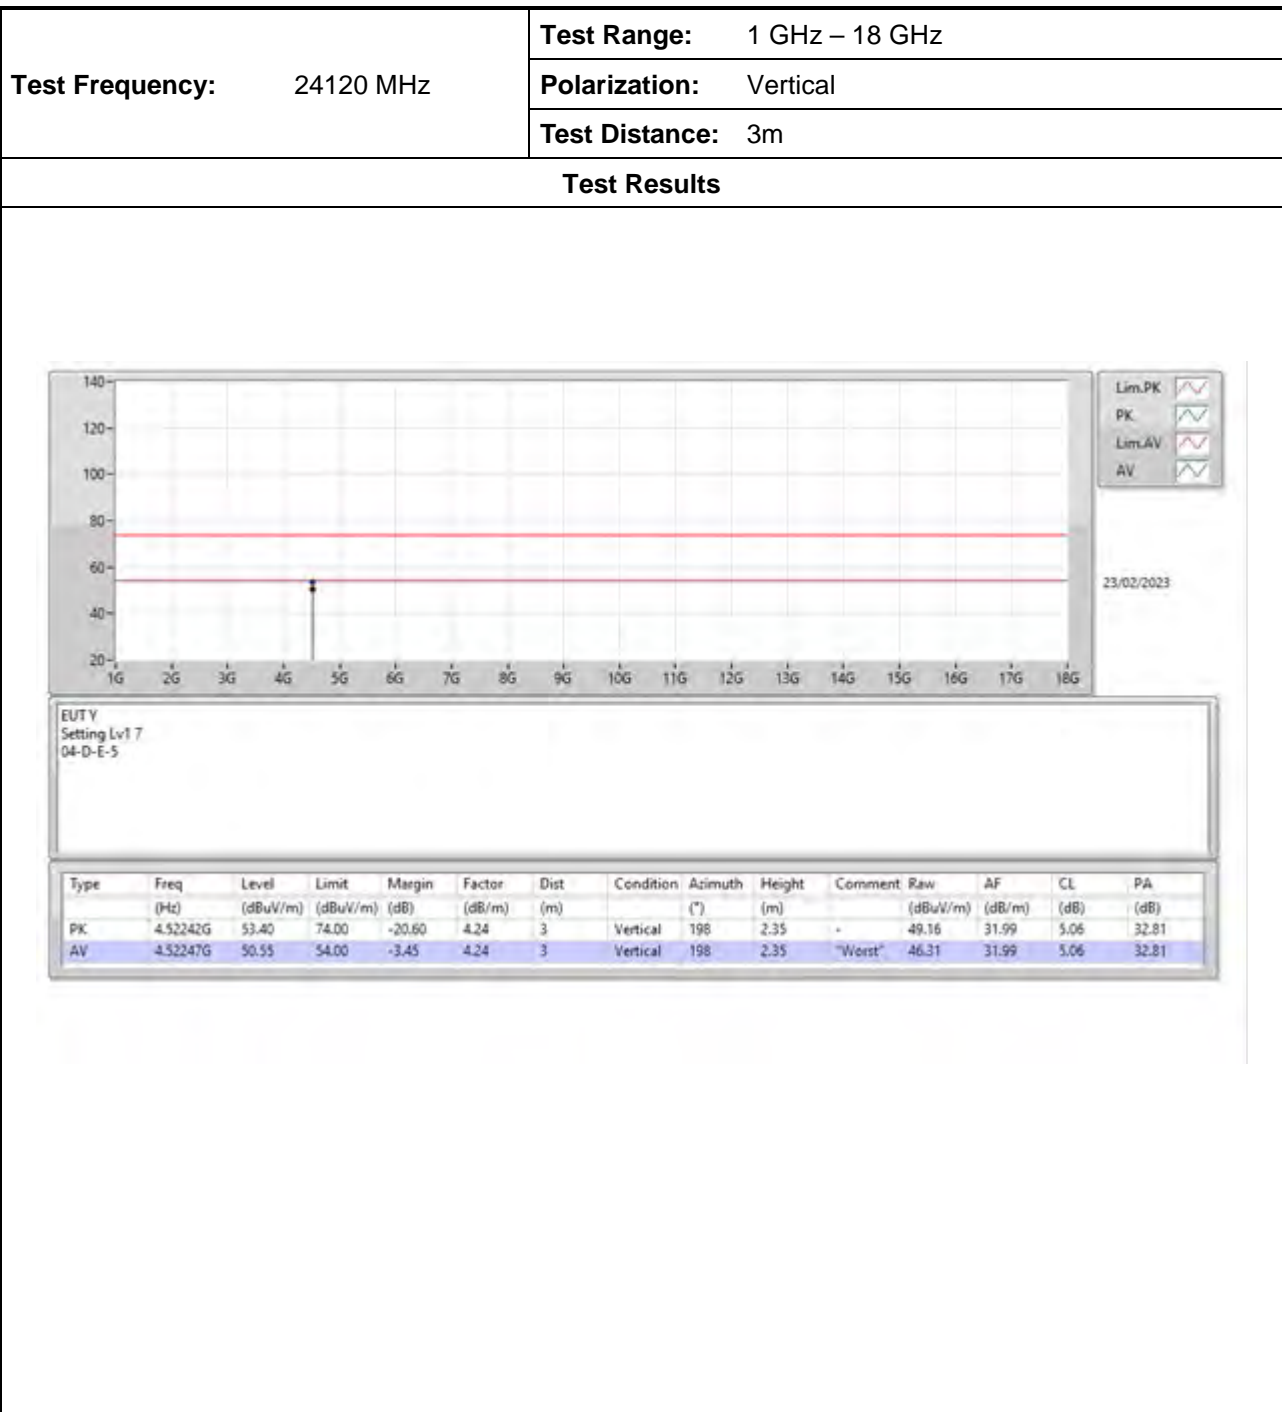 Test Frequency: 24120 MHz
Test Range: 1 GHz – 18 GHz
Polarization: Vertical
Test Distance: 3m
Test Results
140
120
100
80
60
40
20
1G 2G 3G 4G 5G 6G 7G 8G 9G 10G 11G 12G 13G 14G 15G 16G 17G 18G
Lim.PK
PK
Lim.AV
AV
23/02/2023
EUT Y
Setting Lv1 7
04-D-E-5
Type Freq Level Limit Margin Factor Dist Condition Azimuth Height Comment Raw AF CL PA
(Hz) (dBuV/m) (dBuV/m) (dB) (dB/m) (m) (°) (m) (dBuV/m) (dB/m) (dB) (dB)
PK 4.52242G 53.40 74.00 -20.60 4.24 3 Vertical 198 2.35 - 49.16 31.99 5.06 32.81
AV 4.52247G 50.55 54.00 -3.45 4.24 3 Vertical 198 2.35 "Worst" 46.31 31.99 5.06 32.81